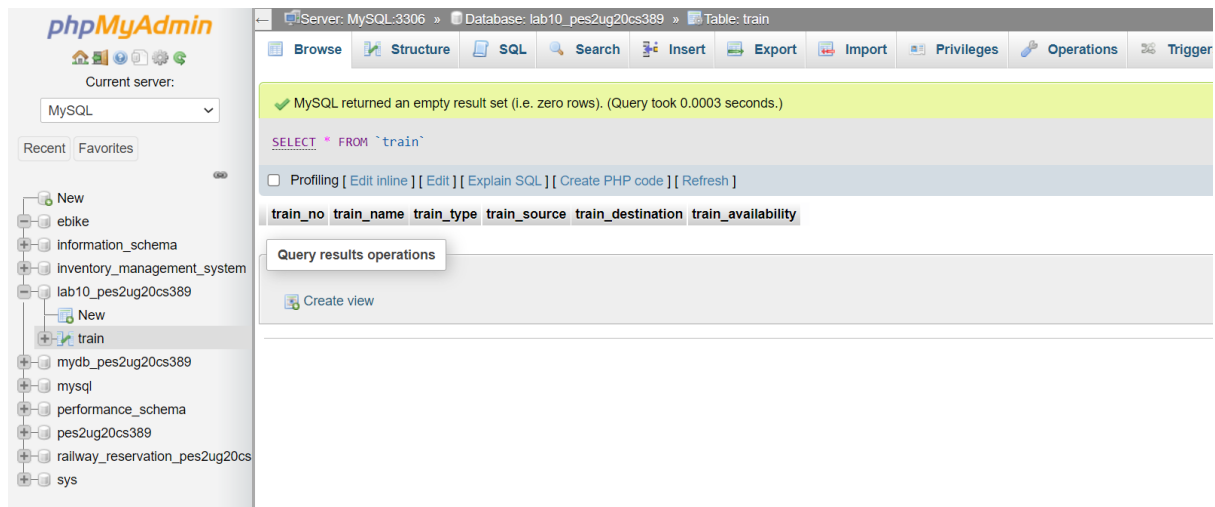 phpMyAdmin
Current server:
MySQL
Recent Favorites
New
ebike
information_schema
inventory_management_system
lab10_pes2ug20cs389
New
train
mydb_pes2ug20cs389
mysql
performance_schema
pes2ug20cs389
railway_reservation_pes2ug20cs
sys
Server: MySQL:3306 » Database: lab10_pes2ug20cs389 » Table: train
Browse Structure SQL Search Insert Export Import Privileges Operations Trigger
MySQL returned an empty result set (i.e. zero rows). (Query took 0.0003 seconds.)
SELECT * FROM `train`
Profiling [ Edit inline ] [ Edit ] [ Explain SQL ] [ Create PHP code ] [ Refresh ]
train_no train_name train_type train_source train_destination train_availability
Query results operations
Create view